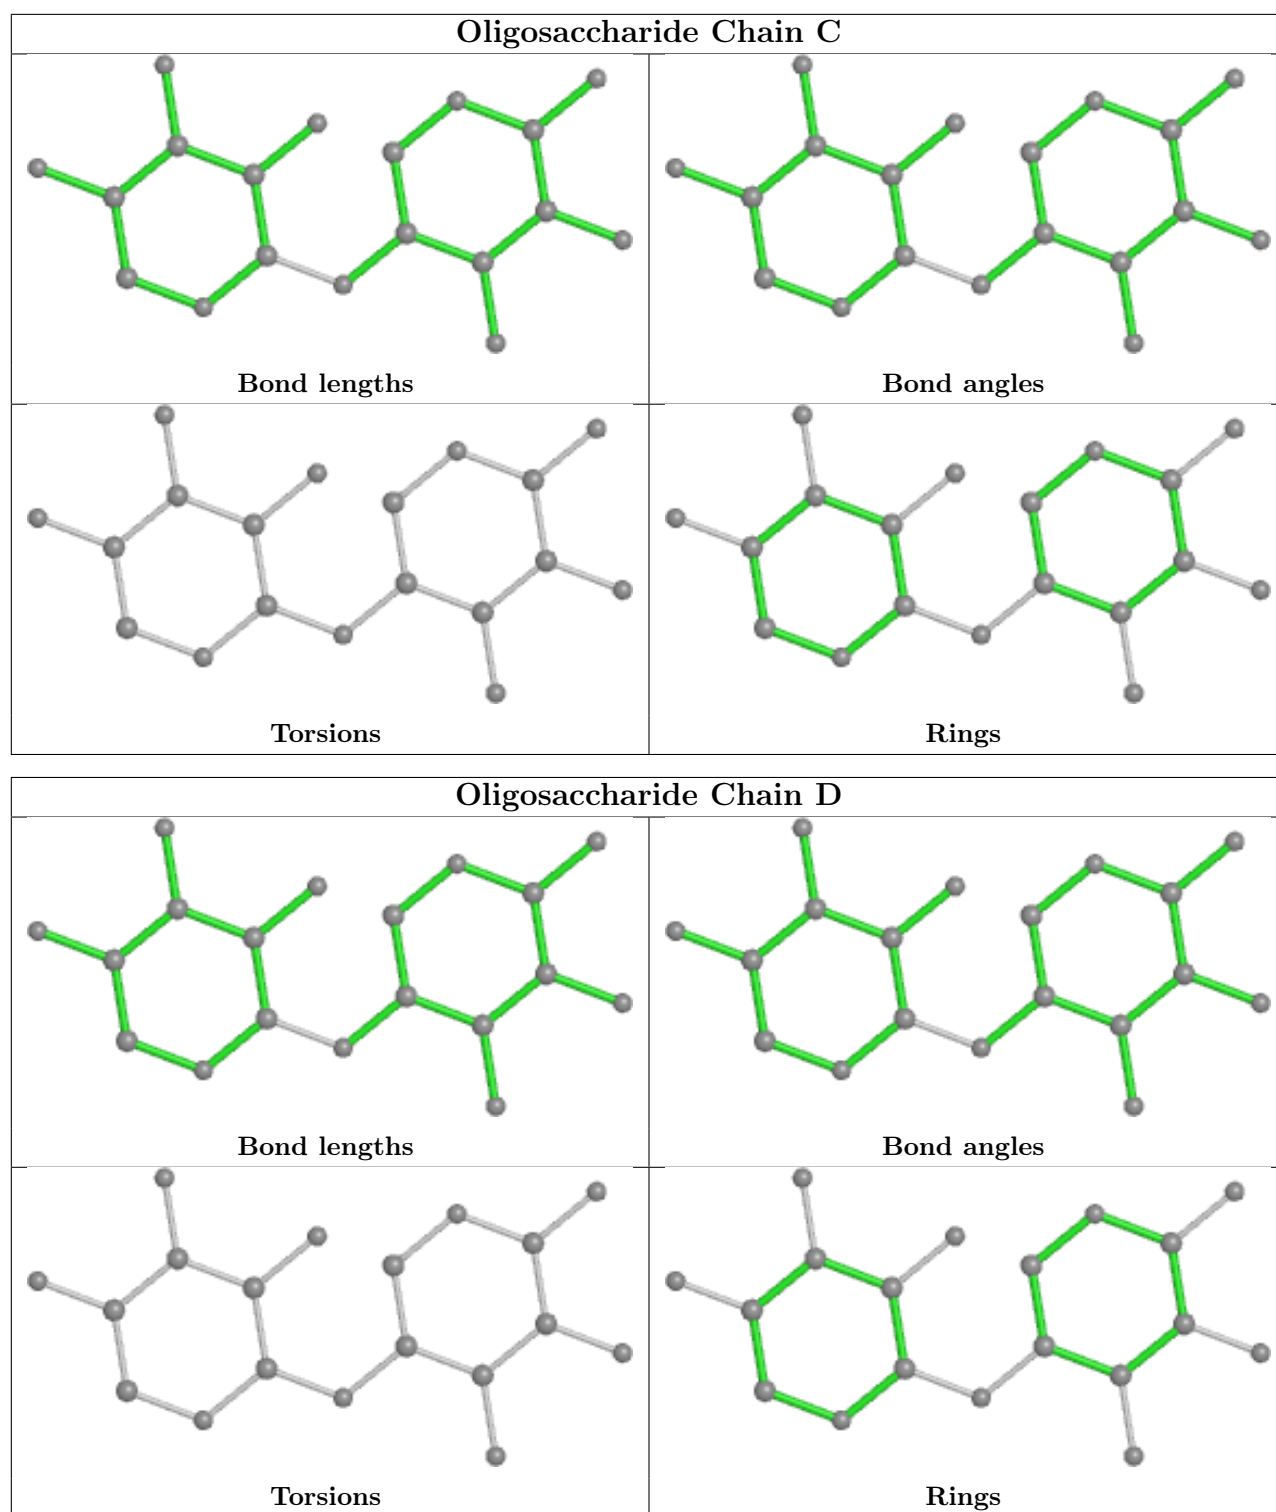 Oligosaccharide Chain C
Bond lengths
Bond angles
Torsions
Rings
Oligosaccharide Chain D
Bond lengths
Bond angles
Torsions
Rings